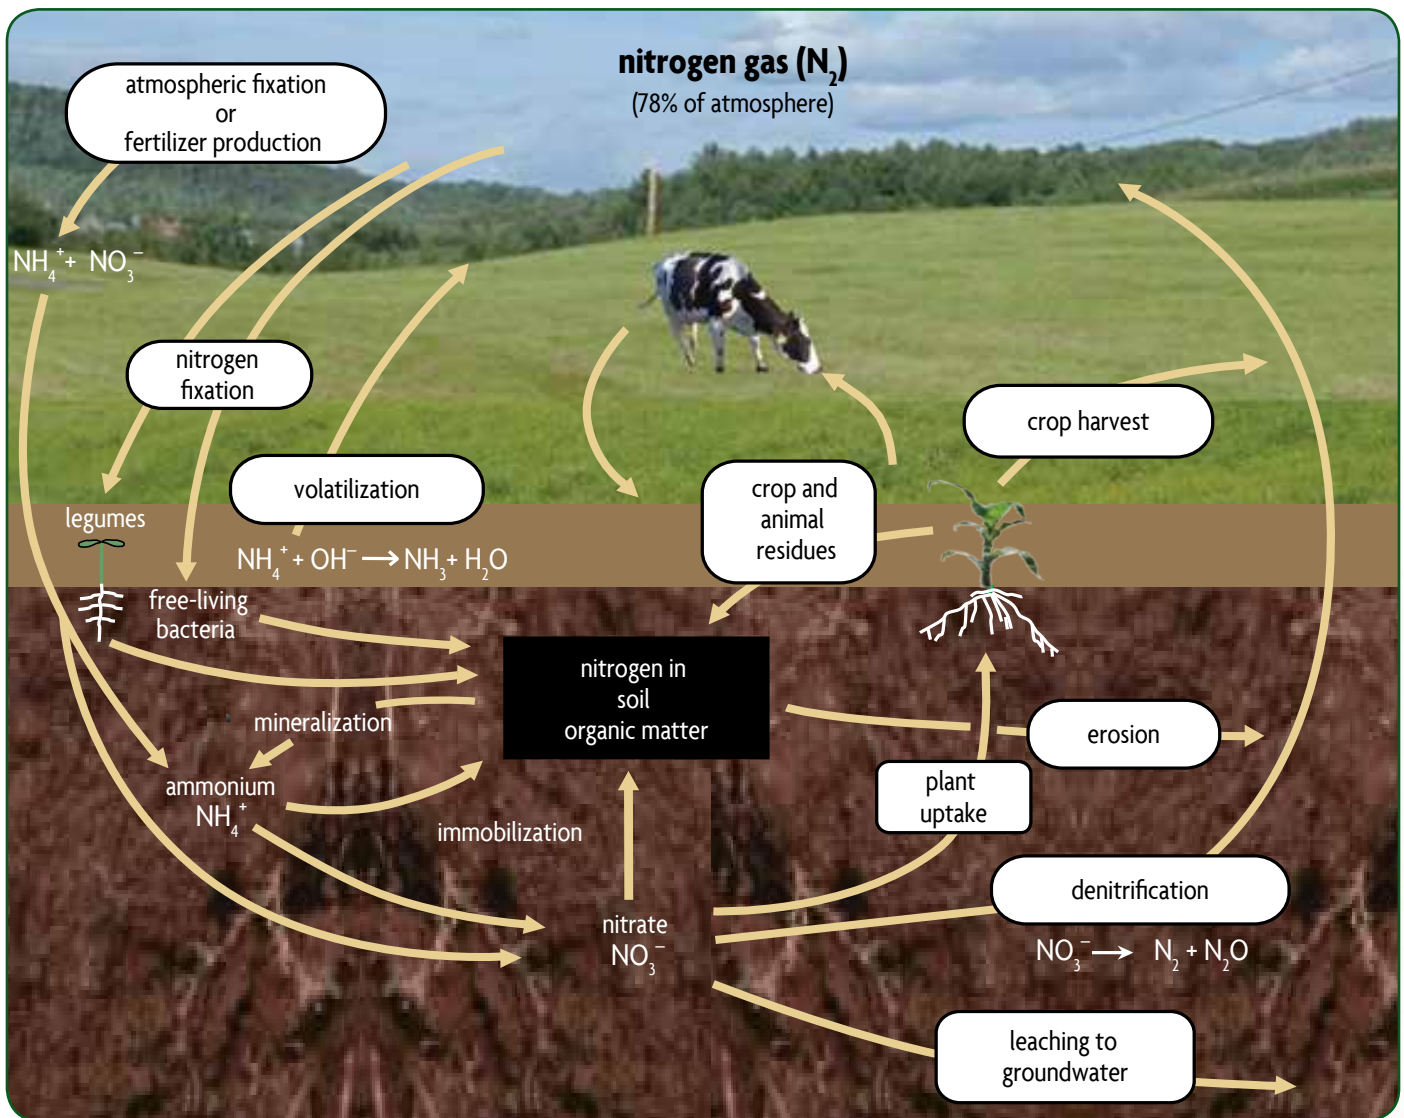 nitrogen gas (N₂)
(78% of atmosphere)
atmospheric fixation
or
fertilizer production
NH₄⁺ + NO₃⁻
nitrogen
fixation
crop harvest
volatilization
crop and
animal
residues
legumes
NH₄⁺ + OH⁻ → NH₃ + H₂O
free-living
bacteria
nitrogen in
soil
organic matter
mineralization
erosion
ammonium
NH₄⁺
plant
uptake
immobilization
denitrification
nitrate
NO₃⁻
NO₃⁻ → N₂ + N₂O
leaching to
groundwater